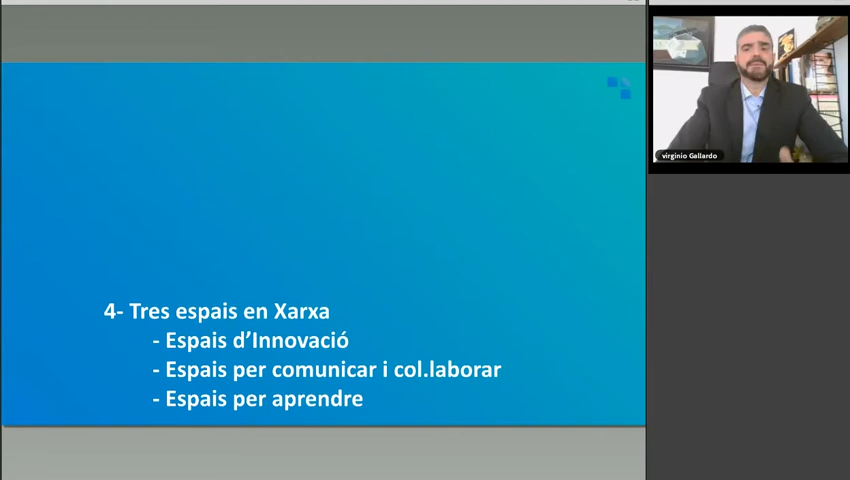 4- Tres espais en Xarxa
- Espais d’Innovació
- Espais per comunicar i col.laborar
- Espais per aprendre
virginio Gallardo